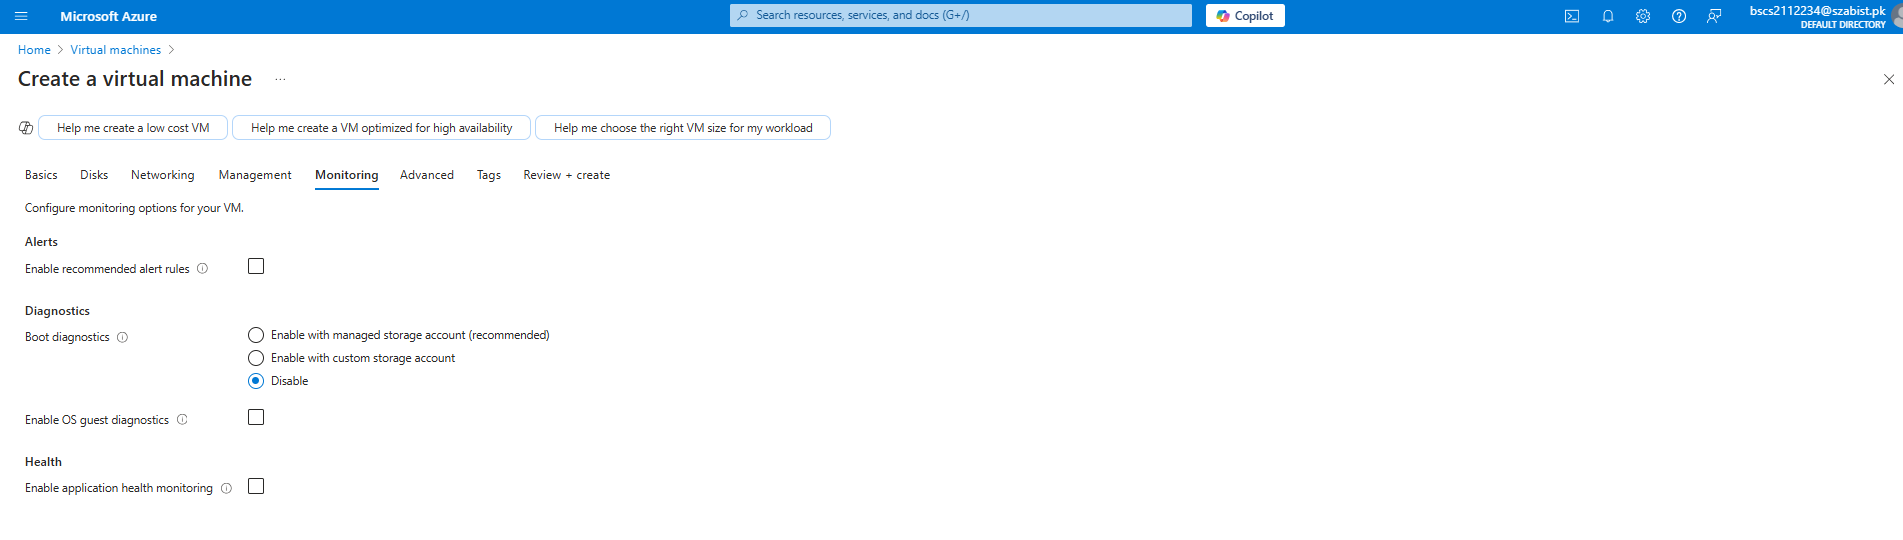 Microsoft Azure
Search resources, services, and docs (G+/)
Copilot
bscs2112234@szabist.pk
DEFAULT DIRECTORY
Home > Virtual machines >
Create a virtual machine ...
Help me create a low cost VM
Help me create a VM optimized for high availability
Help me choose the right VM size for my workload
Basics Disks Networking Management Monitoring Advanced Tags Review + create
Configure monitoring options for your VM.
Alerts
Enable recommended alert rules
Diagnostics
Boot diagnostics
Enable with managed storage account (recommended)
Enable with custom storage account
Disable
Enable OS guest diagnostics
Health
Enable application health monitoring